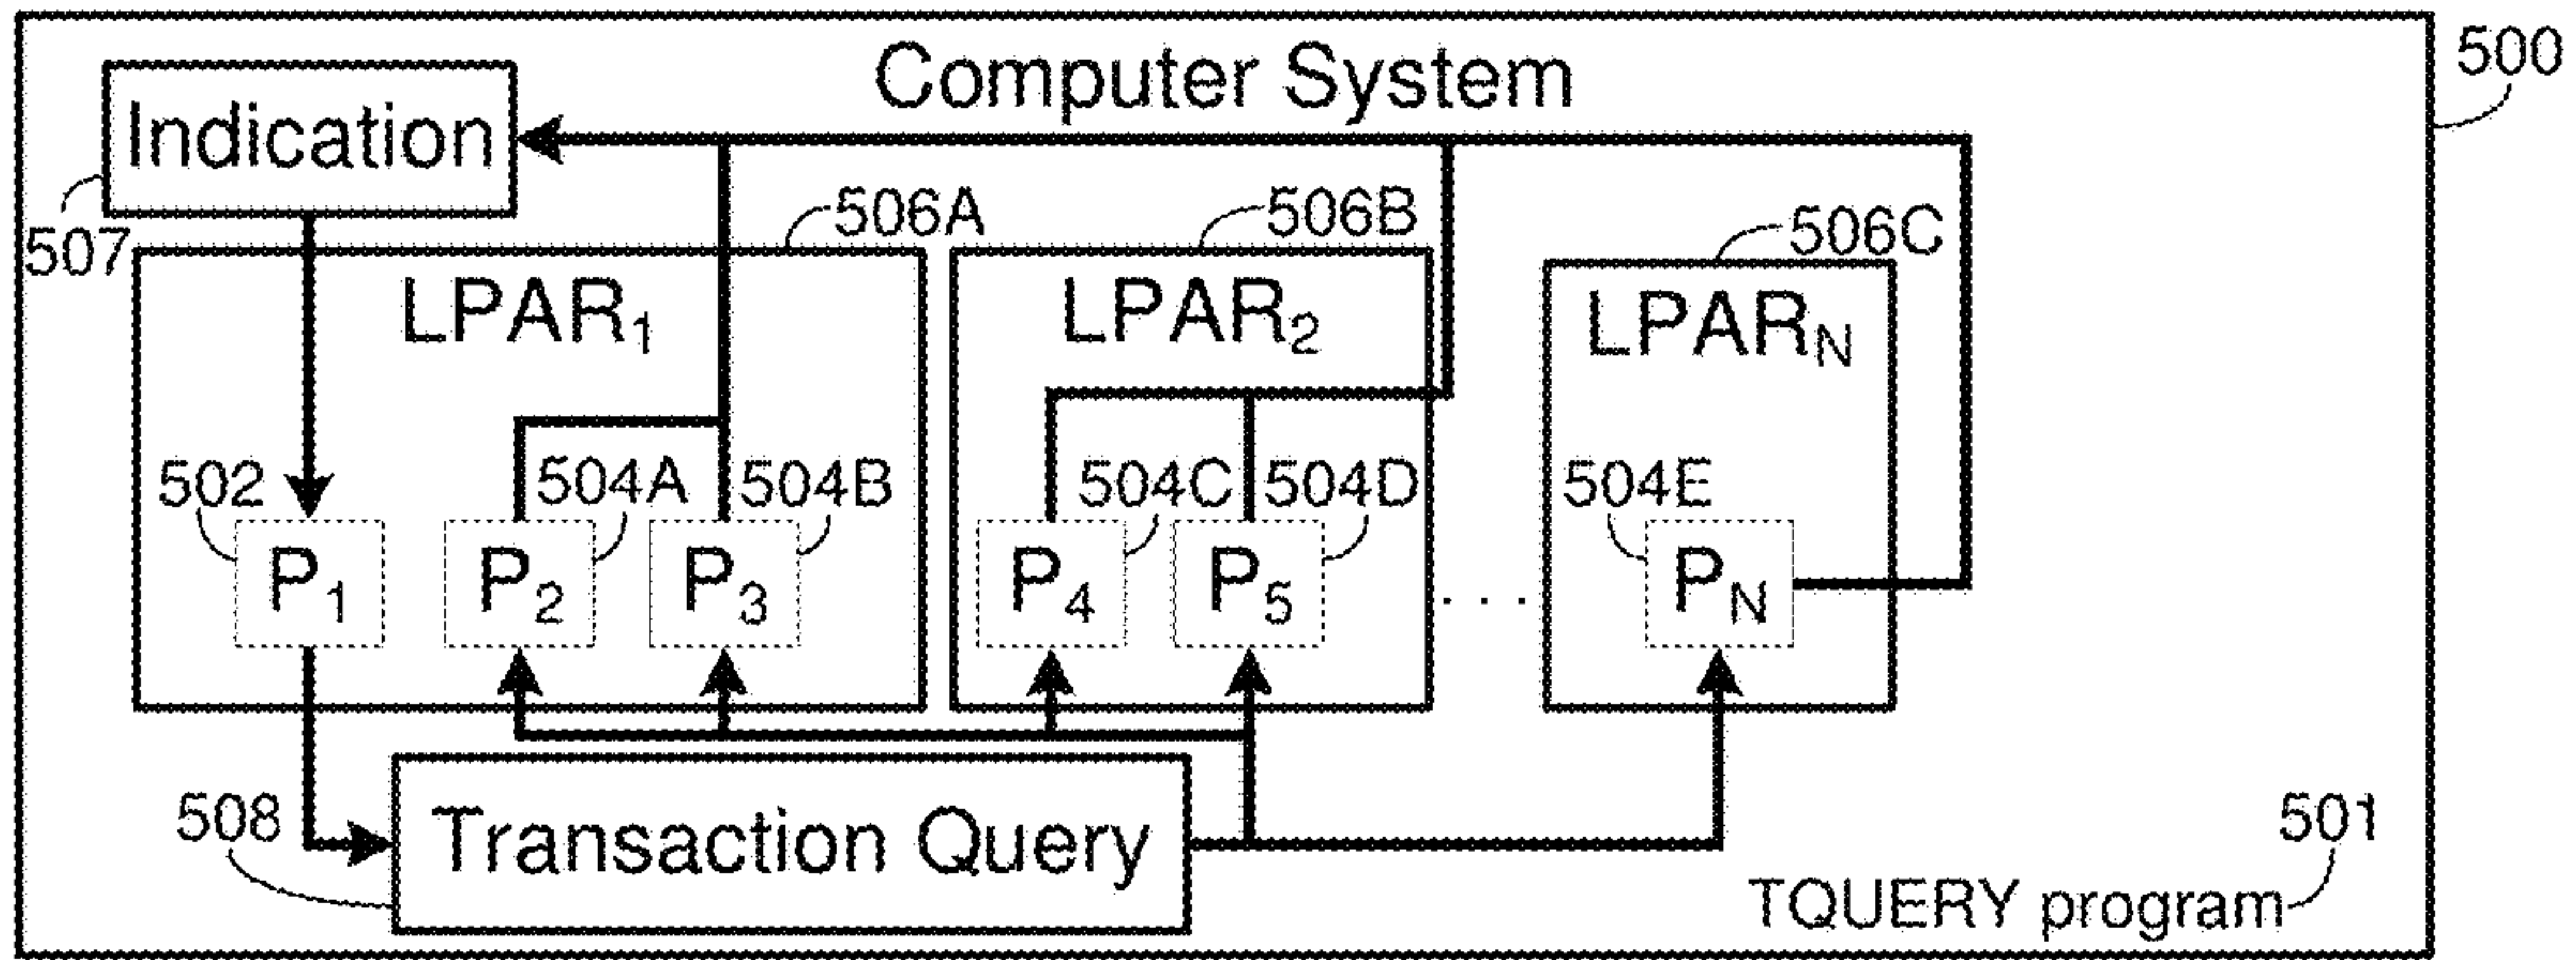 Computer System
500
Indication
507
506A
506B
506C
LPAR₁
LPAR₂
LPARN
502
504A
504B
504C
504D
504E
P₁
P₂
P₃
P₄
P₅
. . .
PN
508
Transaction Query
501
TQUERY program